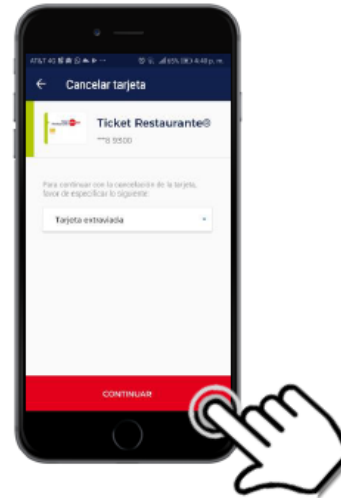 Cancelar tarjeta
Ticket Restaurante®
Para continuar con la cancelación de la tarjeta,
favor de especificar lo siguiente:
Tarjeta extraviada
CONTINUAR